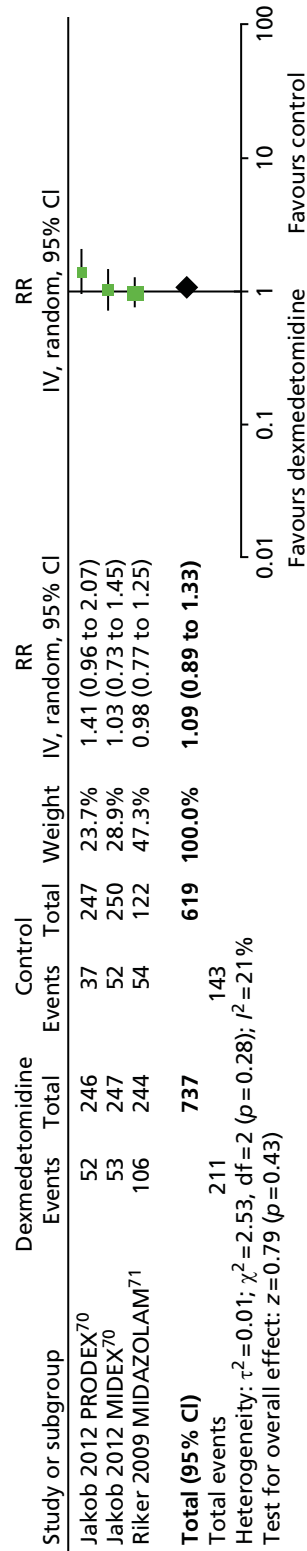 Dexmedetomidine Control RR RR
Study or subgroup Events Total Events Total Weight IV, random, 95% CI IV, random, 95% CI
Jakob 2012 PRODEX70 52 246 37 247 23.7% 1.41 (0.96 to 2.07)
Jakob 2012 MIDEX70 53 247 52 250 28.9% 1.03 (0.73 to 1.45)
Riker 2009 MIDAZOLAM71 106 244 54 122 47.3% 0.98 (0.77 to 1.25)
Total (95% CI) 737 619 100.0% 1.09 (0.89 to 1.33)
Total events 211 143
Heterogeneity: τ²=0.01; χ²=2.53, df=2 (p=0.28); I²=21%
Test for overall effect: z=0.79 (p=0.43)
0.01 0.1 1 10 100
Favours dexmedetomidine Favours control